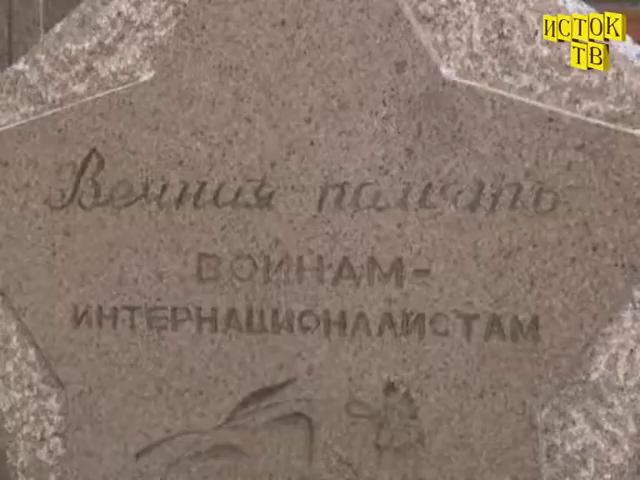 ИСТОК
ТВ
Вечная память
ВОИНАМ-
ИНТЕРНАЦИОНАЛИСТАМ